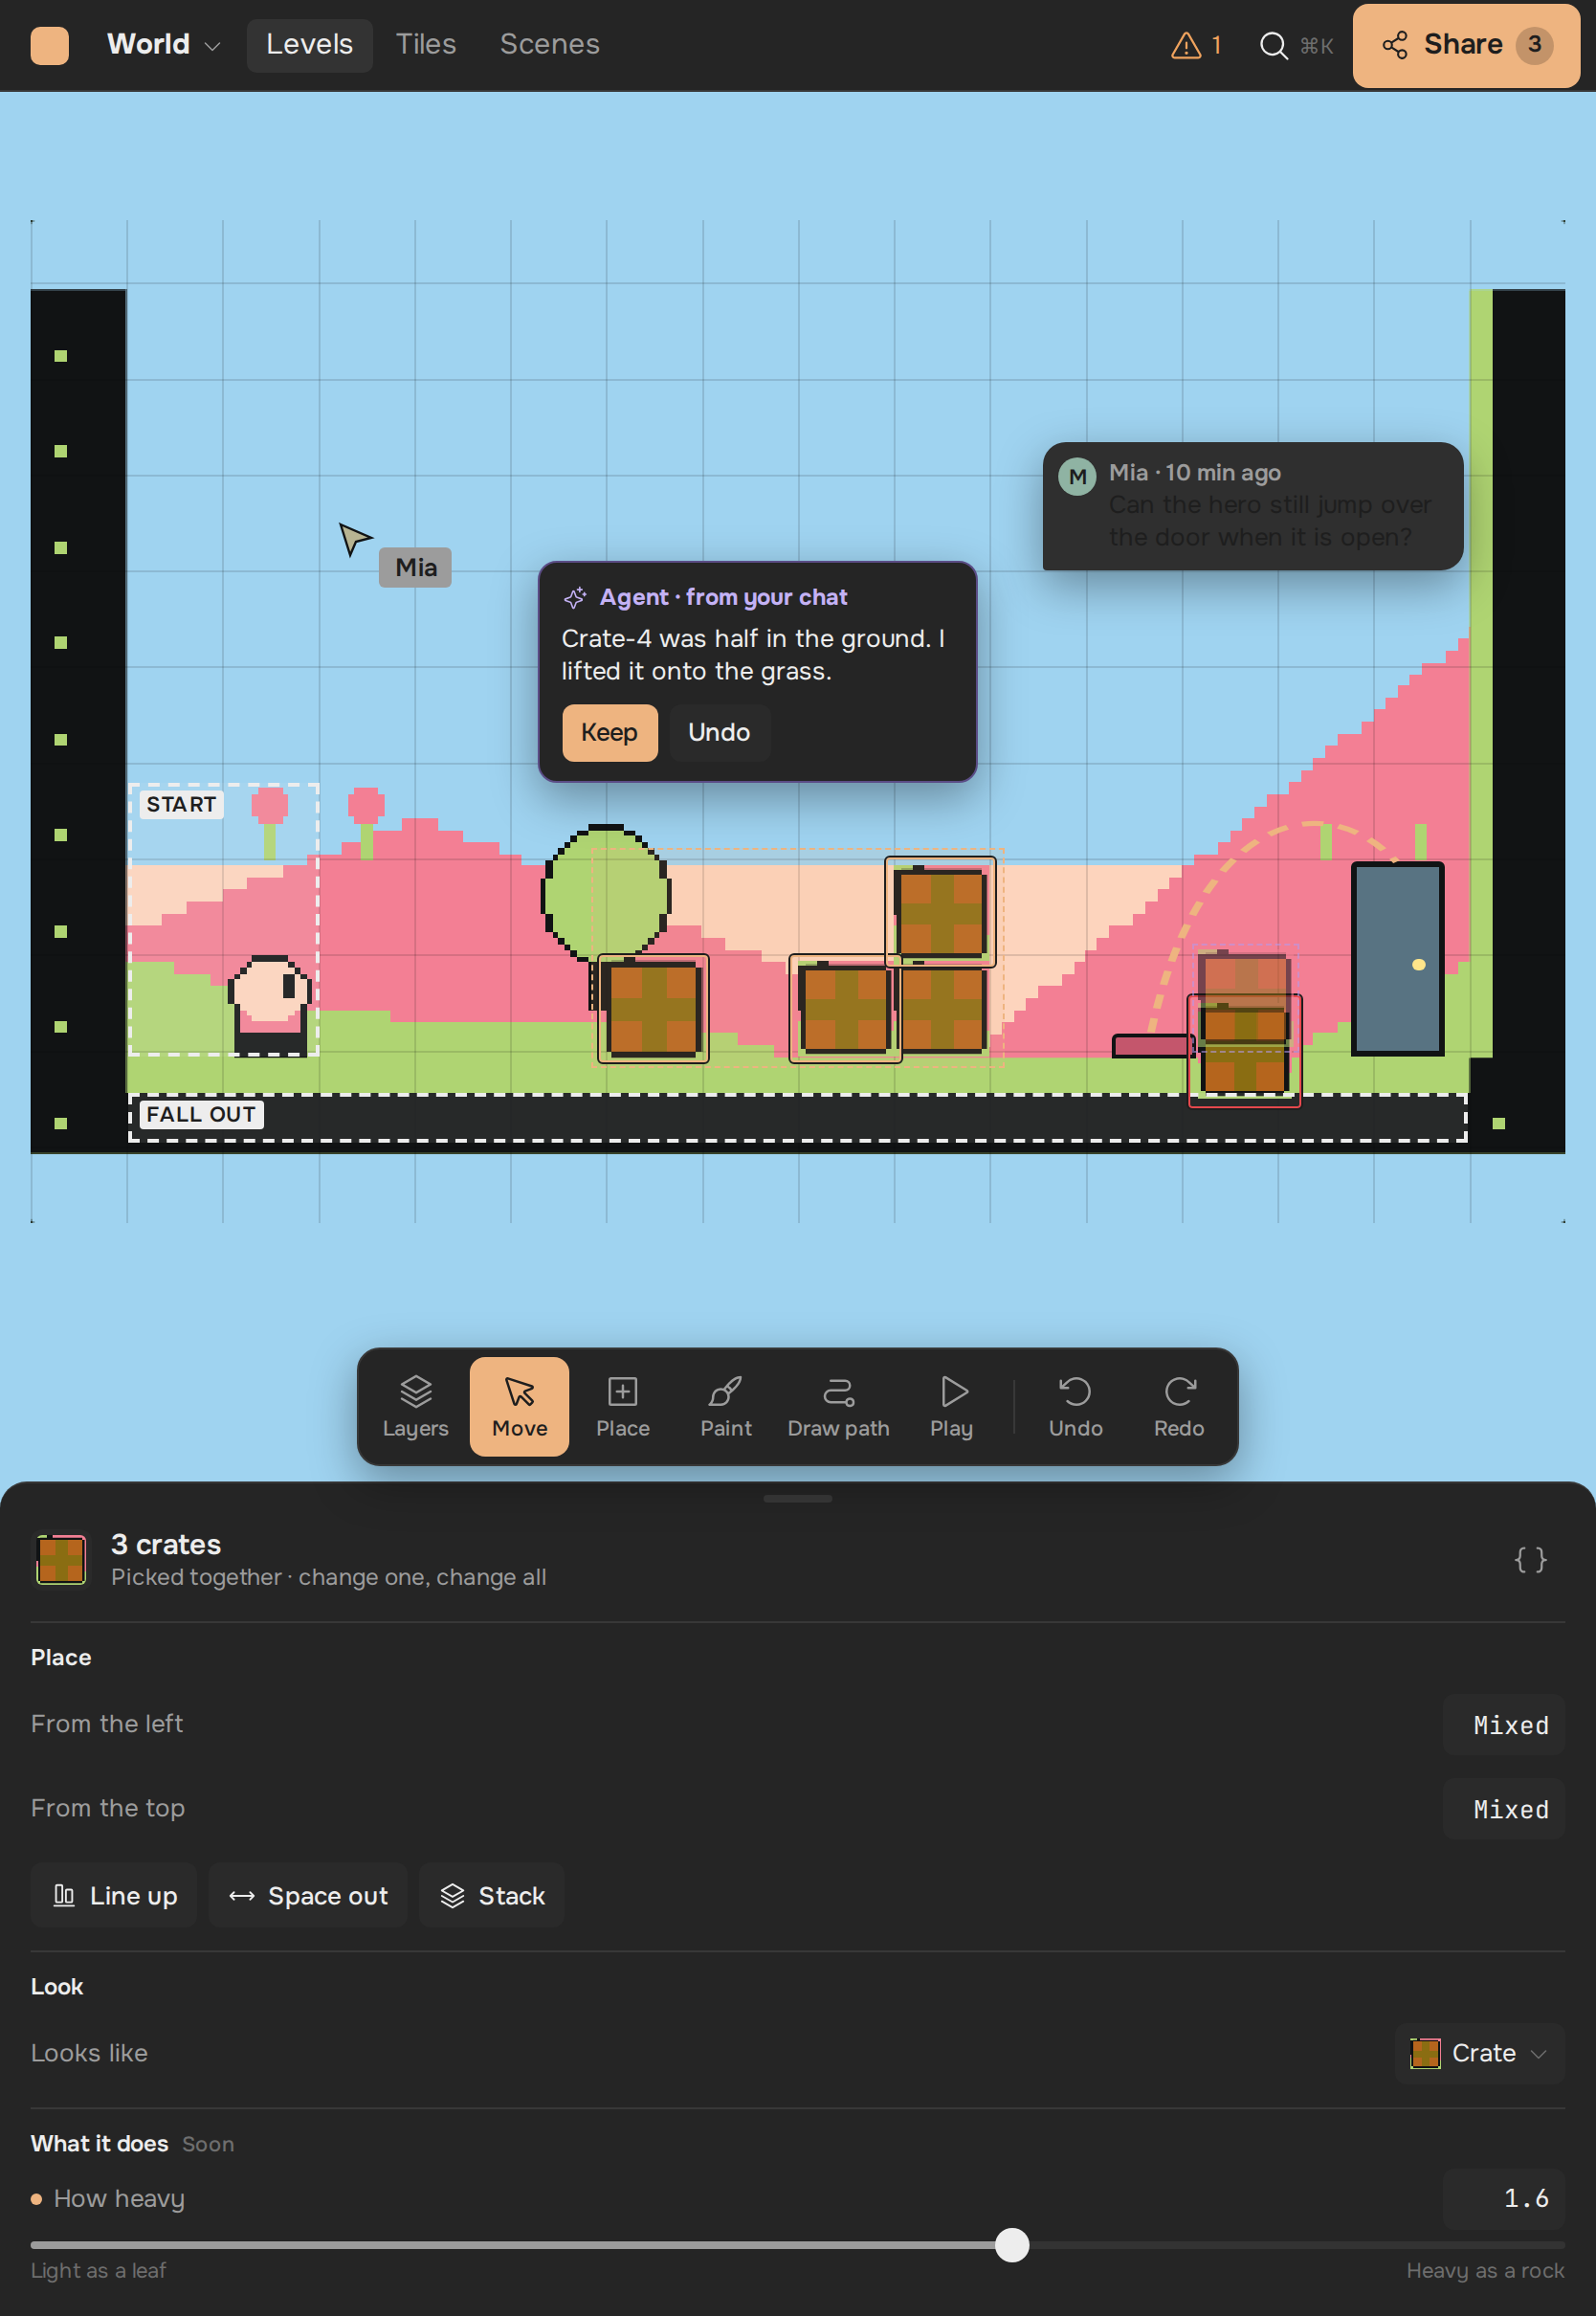 World Levels Tiles Scenes 1 ⌘K Share 3
M Mia · 10 min ago
Can the hero still jump over
the door when it is open?
Mia
Agent · from your chat
Crate-4 was half in the ground. I
lifted it onto the grass.
Keep Undo
START
FALL OUT
Layers Move Place Paint Draw path Play Undo Redo
3 crates
Picked together · change one, change all
{ }
Place
From the left Mixed
From the top Mixed
Line up Space out Stack
Look
Looks like Crate
What it does Soon
How heavy 1.6
Light as a leaf Heavy as a rock